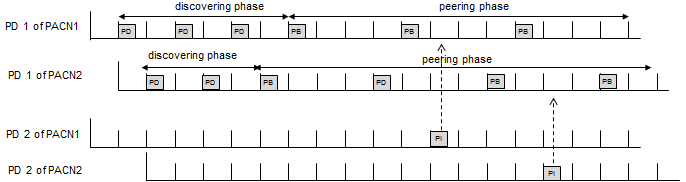 discovering phase peering phase
PD 1 of PACN1 PD PD PD PB PB PB
discovering phase peering phase
PD 1 of PACN2 PD PD PB PD PB PB
PD 2 of PACN1 PI
PD 2 of PACN2 PI